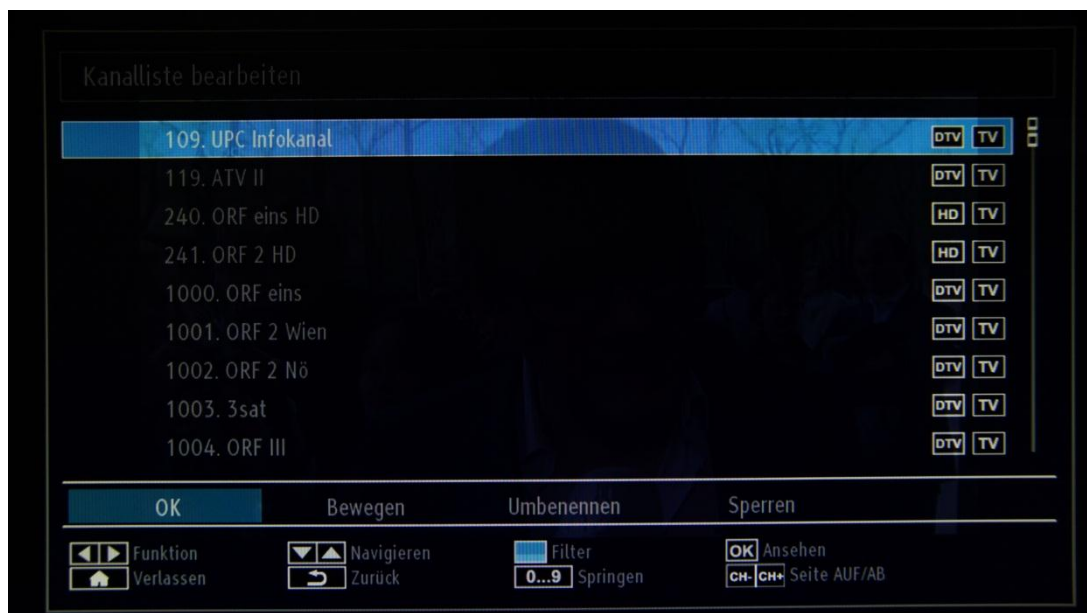 Kanalliste bearbeiten
109. UPC Infokanal DTV TV
119. ATV II DTV TV
240. ORF eins HD HD TV
241. ORF 2 HD HD TV
1000. ORF eins DTV TV
1001. ORF 2 Wien DTV TV
1002. ORF 2 Nö DTV TV
1003. 3sat DTV TV
1004. ORF III DTV TV
OK Bewegen Umbenennen Sperren
Funktion Navigieren Filter OK Ansehen
Verlassen Zurück 0...9 Springen CH- CH+ Seite AUF/AB